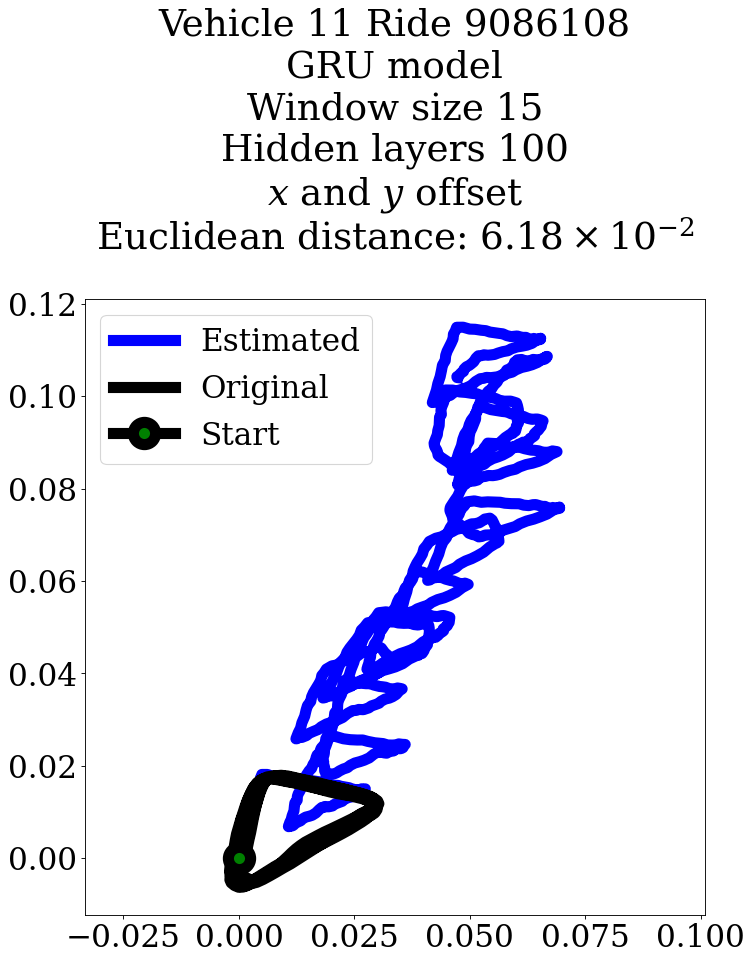 Vehicle 11 Ride 9086108
GRU model
Window size 15
Hidden layers 100
x and y offset
Euclidean distance: 6.18 × 10⁻²
Estimated
Original
Start
0.12
0.10
0.08
0.06
0.04
0.02
0.00
−0.025 0.000 0.025 0.050 0.075 0.100